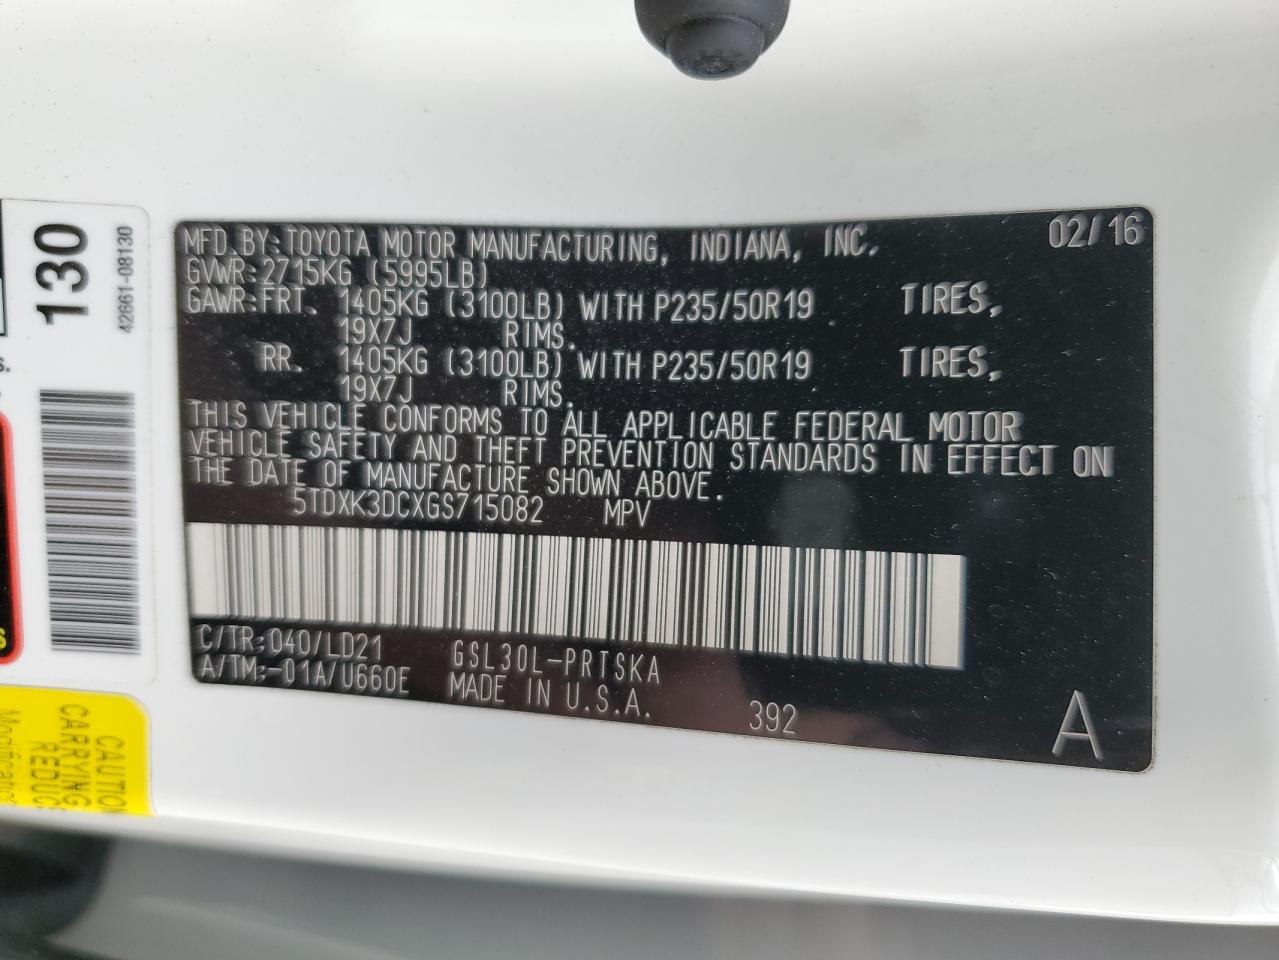 MFD.BY:TOYOTA MOTOR MANUFACTURING, INDIANA, INC. 02/16
GVWR:2715KG (5995LB)
GAWR:FRT. 1405KG (3100LB) WITH P235/50R19 TIRES,
19X7J RIMS.
RR. 1405KG (3100LB) WITH P235/50R19 TIRES,
19X7J RIMS.
THIS VEHICLE CONFORMS TO ALL APPLICABLE FEDERAL MOTOR
VEHICLE SAFETY AND THEFT PREVENTION STANDARDS IN EFFECT ON
THE DATE OF MANUFACTURE SHOWN ABOVE.
5TDXK3DCXGS715082 MPV
C/TR:040/LD21 GSL30L-PRTSKA
A/TM:-01A/U660E MADE IN U.S.A. 392 A
130
42661-08130
CAUTION
CARRYING
REDUC
Modification